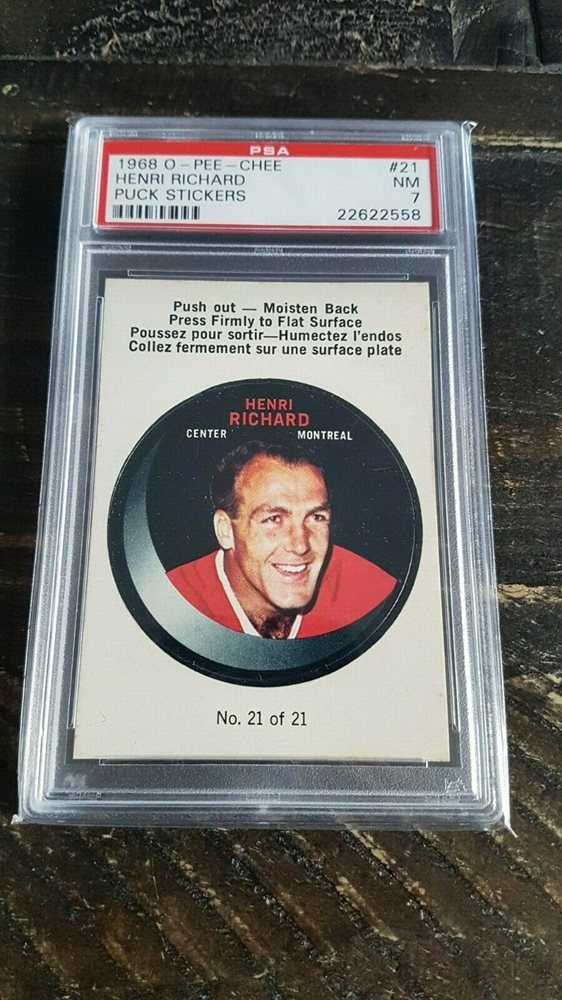 PSA
1968 O-PEE-CHEE #21
HENRI RICHARD NM
PUCK STICKERS 7
22622558
Push out — Moisten Back
Press Firmly to Flat Surface
Poussez pour sortir—Humectez l'endos
Collez fermement sur une surface plate
HENRI
RICHARD
CENTER MONTREAL
No. 21 of 21